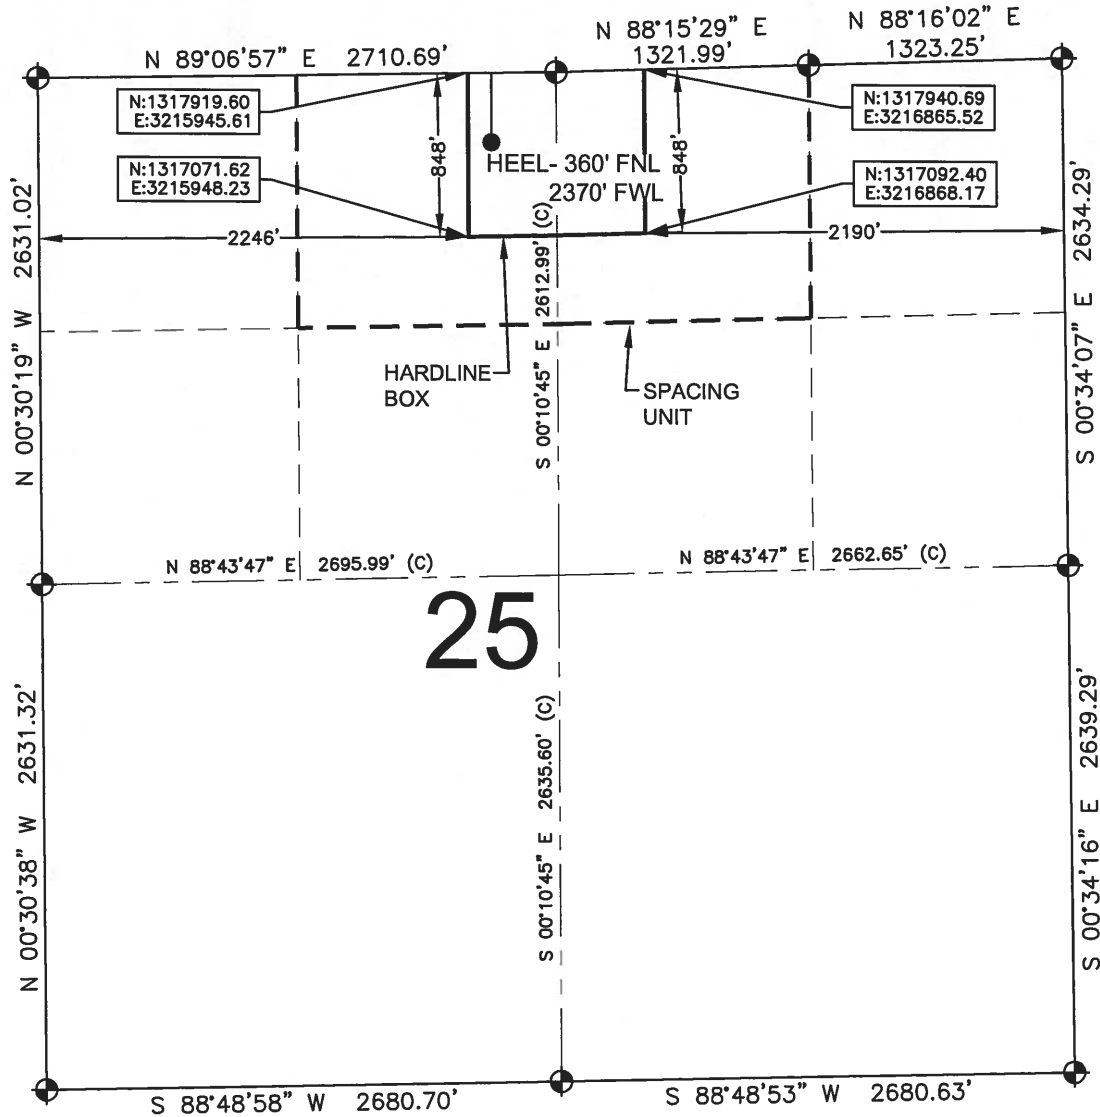 N 89°06'57" E 2710.69'
N 88°15'29" E
1321.99'
N 88°16'02" E
1323.25'
N:1317919.60
E:3215945.61
N:1317940.69
E:3216865.52
848'
848'
HEEL- 360' FNL
2370' FWL
N:1317071.62
E:3215948.23
N:1317092.40
E:3216868.17
2246'
2190'
N 00°30'19" W 2631.02'
S 00°10'45" E 2612.99' (C)
S 00°34'07" E 2634.29'
HARDLINE
BOX
SPACING
UNIT
N 88°43'47" E 2695.99' (C)
N 88°43'47" E 2662.65' (C)
25
N 00°30'38" W 2631.32'
S 00°10'45" E 2635.60' (C)
S 00°34'16" E 2639.29'
S 88°48'58" W 2680.70'
S 88°48'53" W 2680.63'